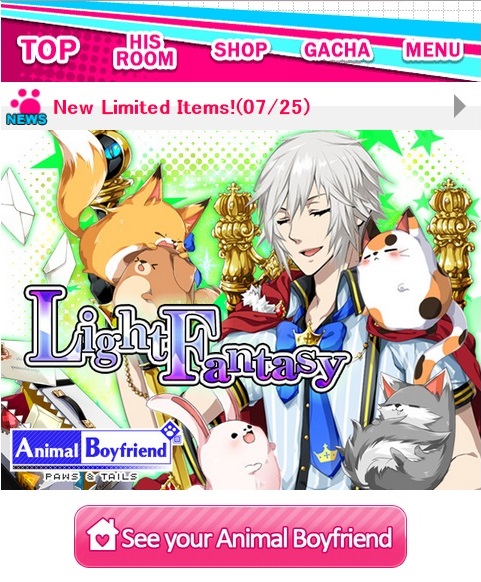 TOP
HIS
ROOM
SHOP
GACHA
MENU
NEWS
New Limited Items!(07/25)
Light Fantasy
Animal Boyfriend
PAWS & TAILS
See your Animal Boyfriend